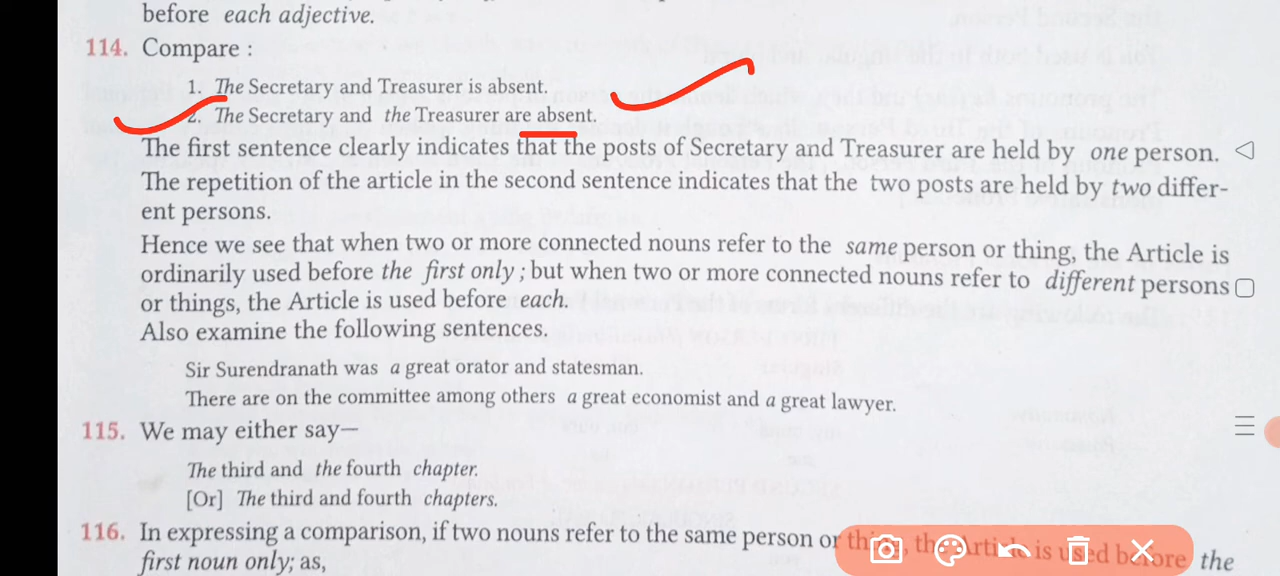 before each adjective.
114. Compare :
1. The Secretary and Treasurer is absent.
2. The Secretary and the Treasurer are absent.
The first sentence clearly indicates that the posts of Secretary and Treasurer are held by one person.
The repetition of the article in the second sentence indicates that the two posts are held by two differ-
ent persons.
Hence we see that when two or more connected nouns refer to the same person or thing, the Article is
ordinarily used before the first only ; but when two or more connected nouns refer to different persons
or things, the Article is used before each.
Also examine the following sentences.
Sir Surendranath was a great orator and statesman.
There are on the committee among others a great economist and a great lawyer.
115. We may either say—
The third and the fourth chapter.
[Or] The third and fourth chapters.
116. In expressing a comparison, if two nouns refer to the same person or thing, the Article is used before the
first noun only; as,